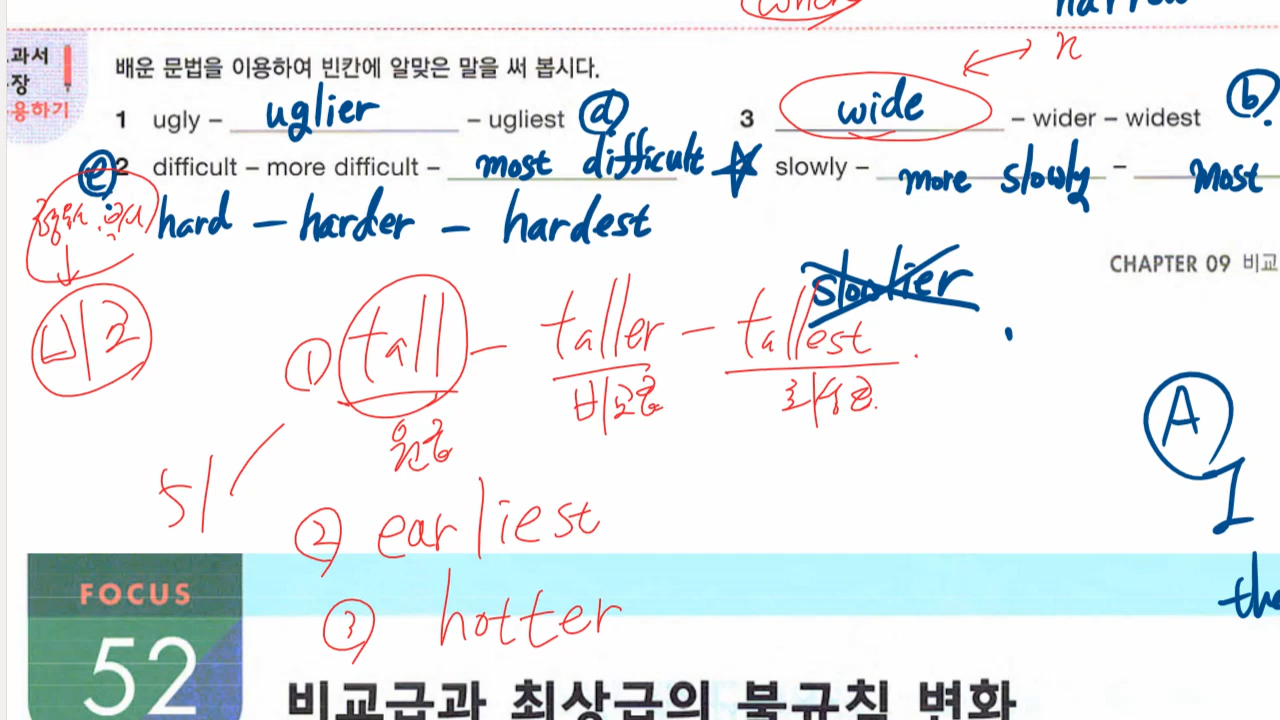 narrow
과서
장
용하기
배운 문법을 이용하여 빈칸에 알맞은 말을 써 봅시다.
1 ugly – uglier – ugliest ⓓ
3 wide – wider – widest ⓑ
ⓔ 2 difficult – more difficult – most difficult
☆ slowly – more slowly – most
hard – harder – hardest
slowlier
CHAPTER 09 비교
비교
① tall – taller – tallest.
원급 비교급 최상급
51
② earliest
③ hotter
Ⓐ
I
the
FOCUS
52
비교급과 최상급의 불규칙 변화